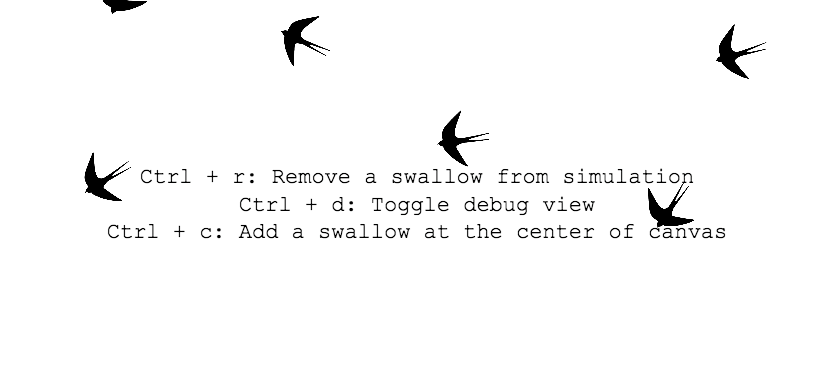 Ctrl + r: Remove a swallow from simulation
Ctrl + d: Toggle debug view
Ctrl + c: Add a swallow at the center of canvas